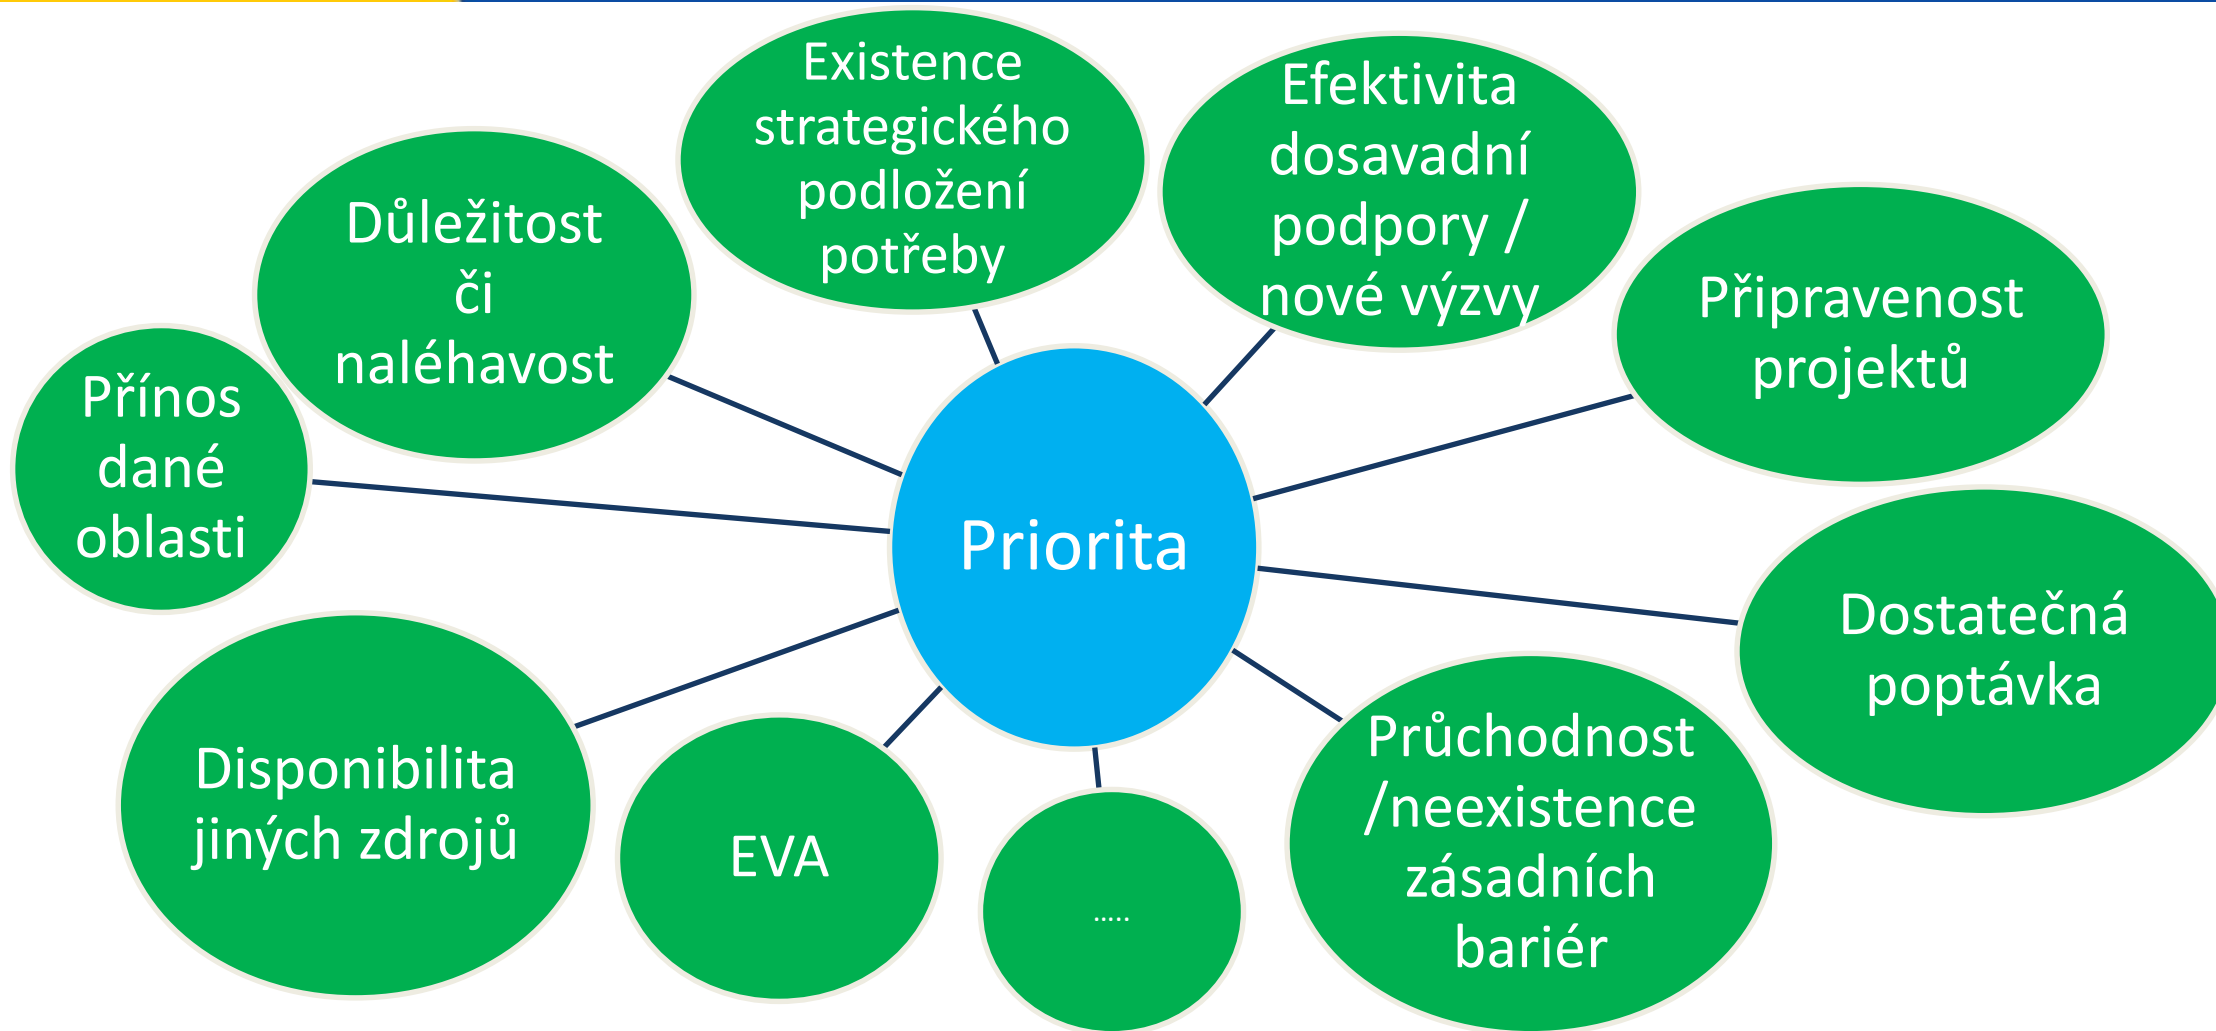 Existence
strategického
podložení
potřeby
Efektivita
dosavadní
podpory /
nové výzvy
Důležitost
či
naléhavost
Připravenost
projektů
Přínos
dané
oblasti
Priorita
Dostatečná
poptávka
Disponibilita
jiných zdrojů
EVA
.....
Průchodnost
/neexistence
zásadních
bariér